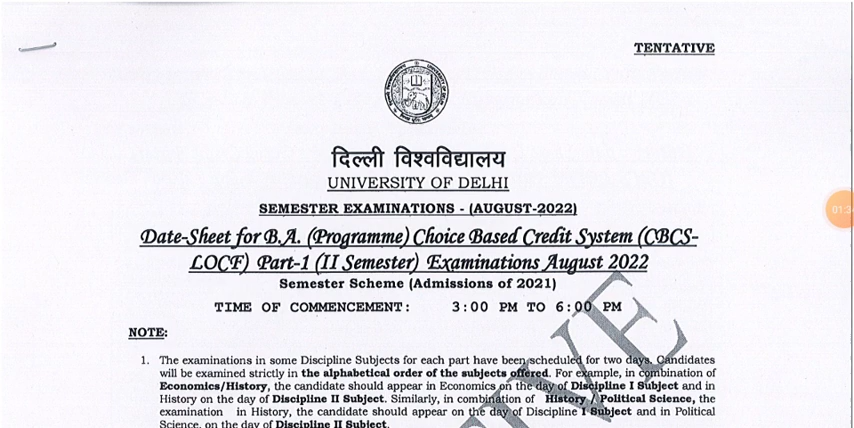 TENTATIVE
दिल्ली विश्वविद्यालय
UNIVERSITY OF DELHI
SEMESTER EXAMINATIONS - (AUGUST-2022)
Date-Sheet for B.A. (Programme) Choice Based Credit System (CBCS-
LOCF) Part-1 (II Semester) Examinations August 2022
Semester Scheme (Admissions of 2021)
TIME OF COMMENCEMENT: 3:00 PM TO 6:00 PM
NOTE:
1. The examinations in some Discipline Subjects for each part have been scheduled for two days. Candidates
will be examined strictly in the alphabetical order of the subjects offered. For example, in combination of
Economics/History, the candidate should appear in Economics on the day of Discipline I Subject and in
History on the day of Discipline II Subject. Similarly, in combination of History / Political Science, the
examination in History, the candidate should appear on the day of Discipline I Subject and in Political
Science, on the day of Discipline II Subject.
01:34